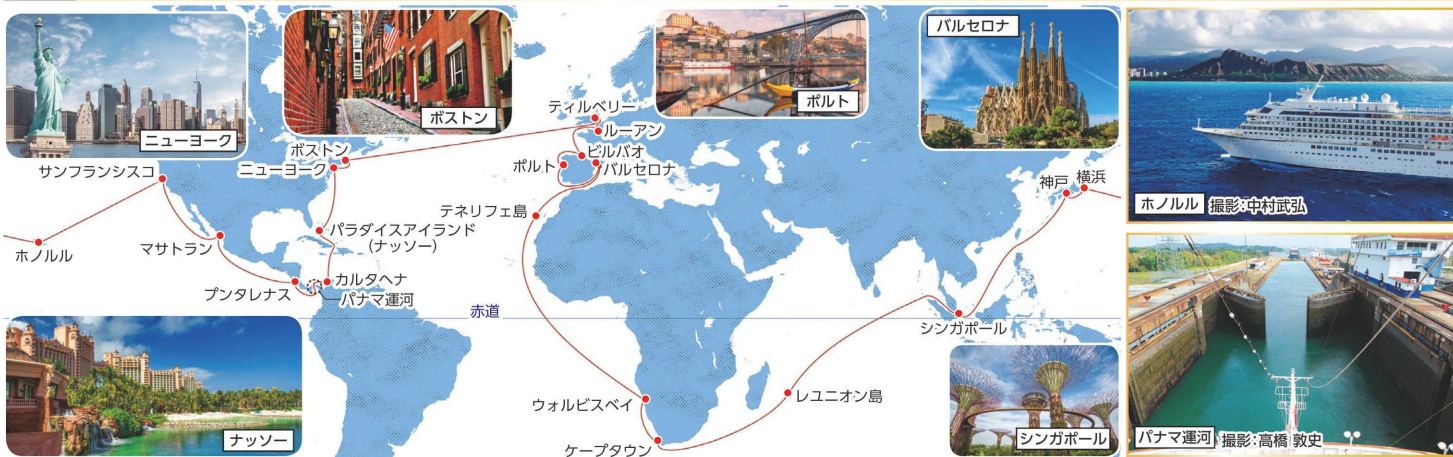 ニューヨーク
ボストン
ポルト
バルセロナ
ホノルル 撮影：中村武弘
ティルベリー
ルーアン
ビルバオ
ポルト
バルセロナ
ボストン
ニューヨーク
サンフランシスコ
神戸 横浜
テネリフェ島
パラダイスアイランド
(ナッソー)
マサトラン
ホノルル
カルタヘナ
プンタレナス
パナマ運河
赤道
シンガポール
レユニオン島
ウォルビスベイ
ケープタウン
ナッソー
シンガポール
パナマ運河 撮影：高橋 敦史